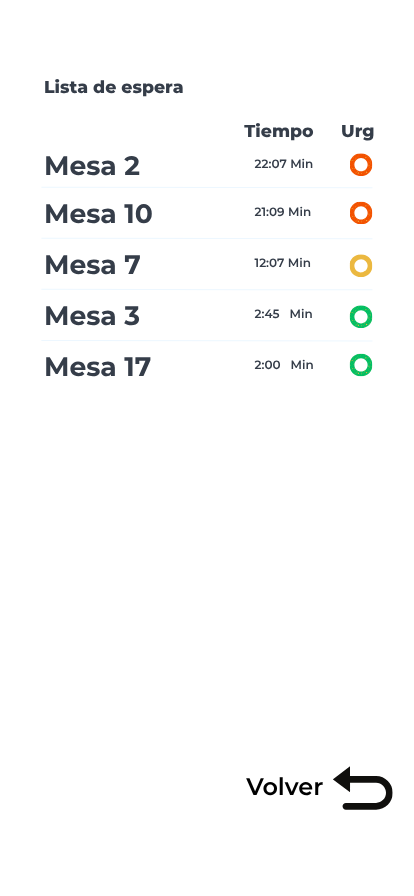 Lista de espera
Tiempo Urg
Mesa 2 22:07 Min
Mesa 10 21:09 Min
Mesa 7 12:07 Min
Mesa 3 2:45 Min
Mesa 17 2:00 Min
Volver